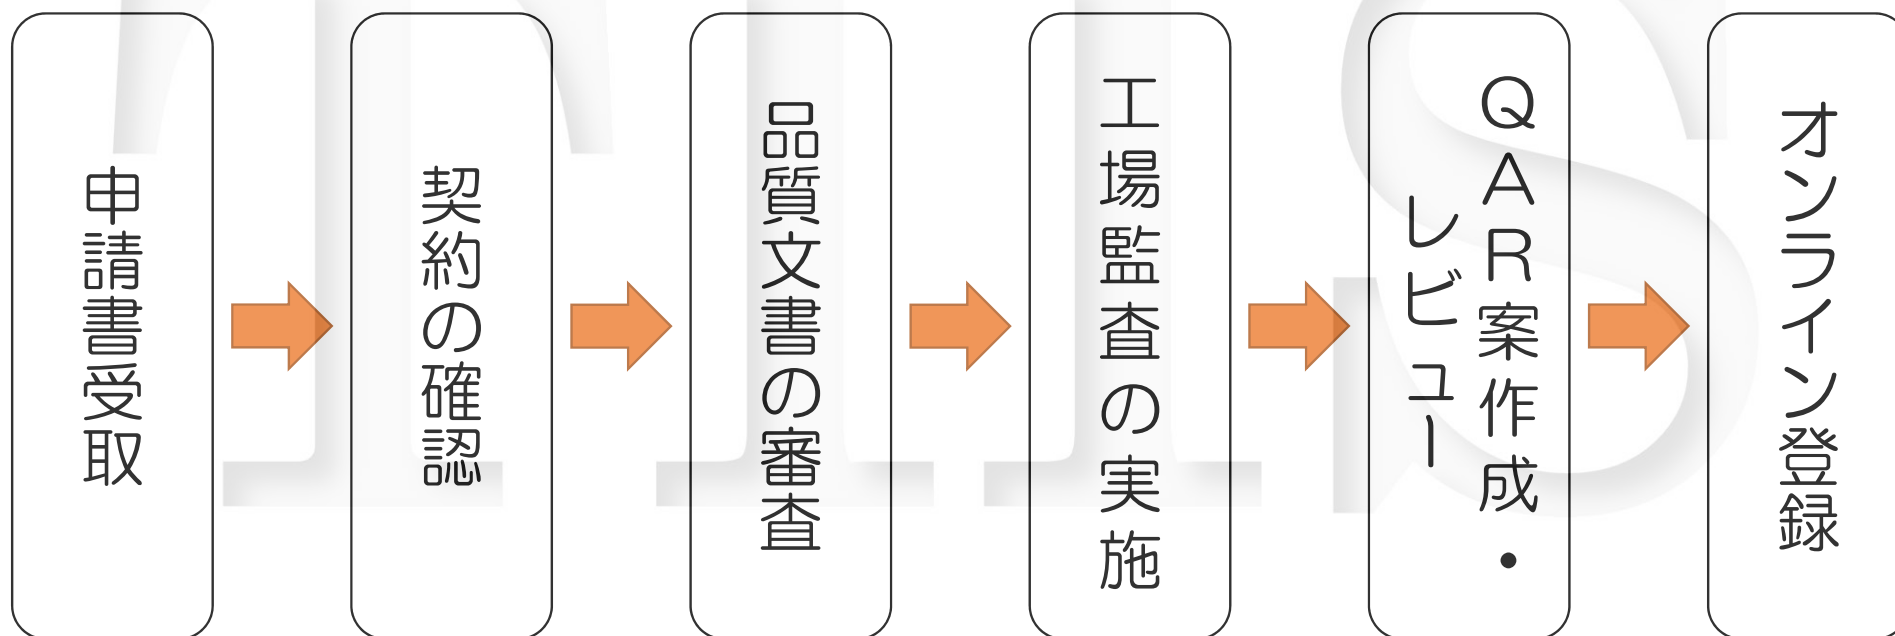 申請書受取
契約の確認
品質文書の審査
工場監査の実施
QAR案作成・
レビュー
オンライン登録